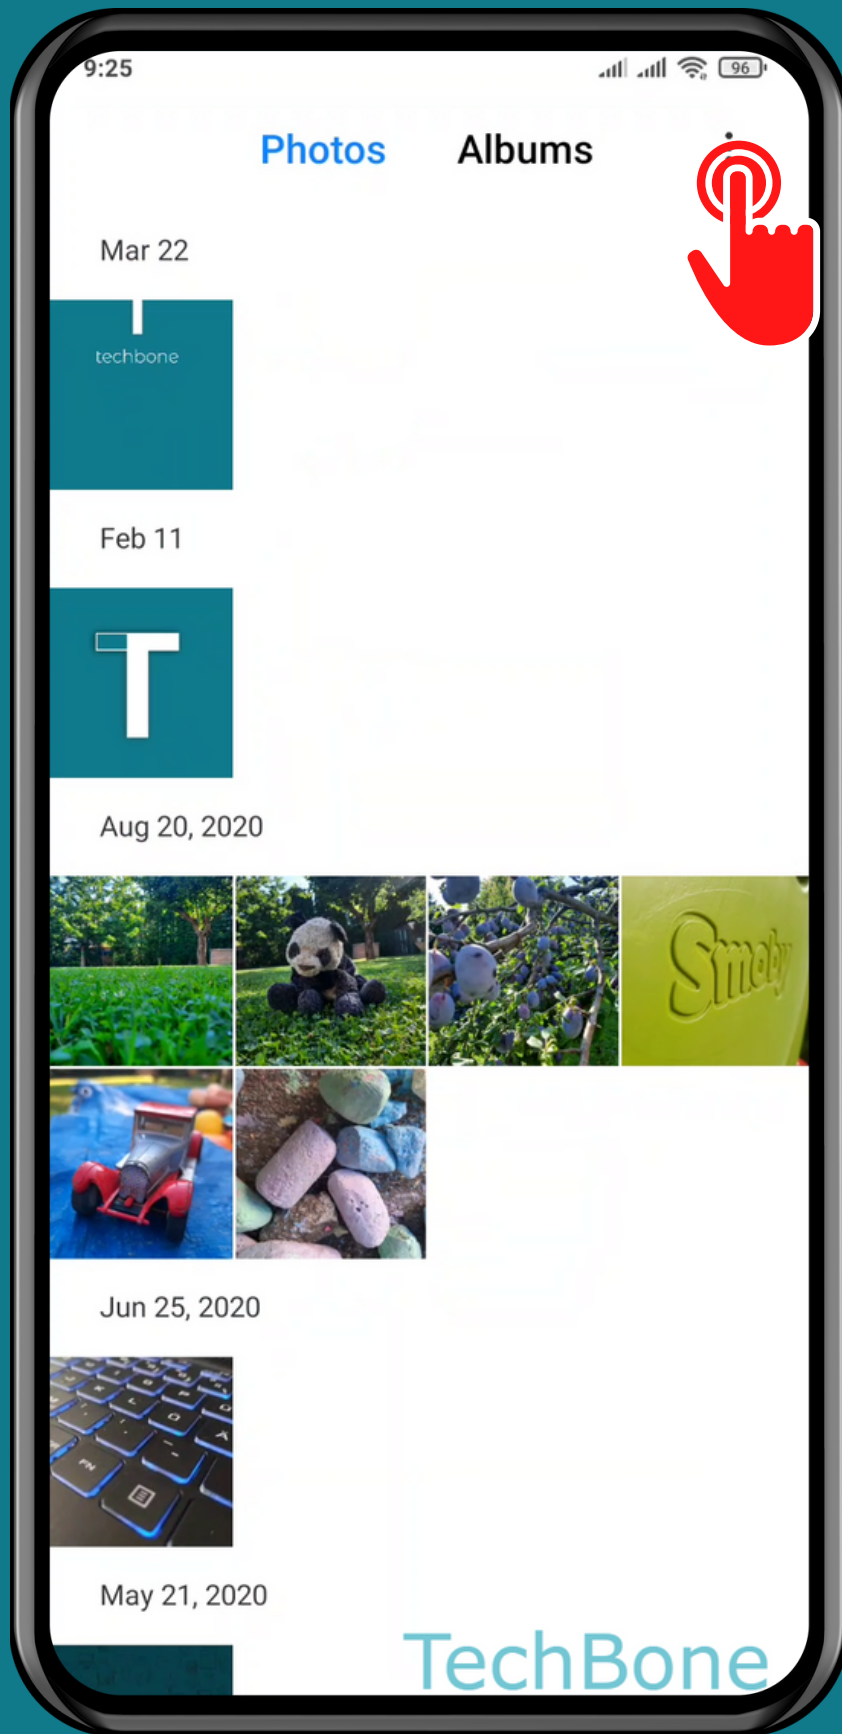 9:25 96
Photos Albums
Mar 22
techbone
Feb 11
T
Aug 20, 2020
Smoby
Jun 25, 2020
FN
May 21, 2020
TechBone